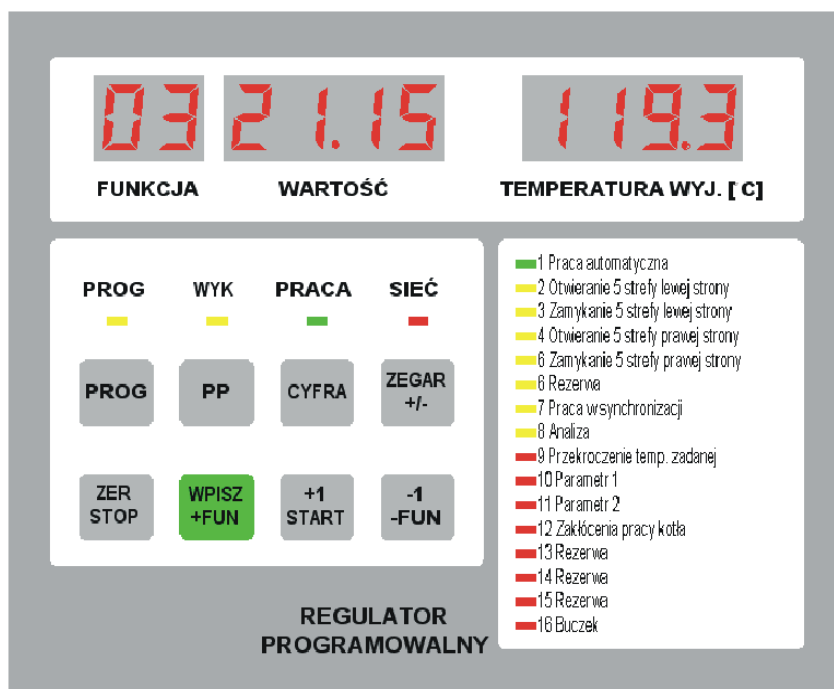 03 21.15 119.3
FUNKCJA WARTOŚĆ TEMPERATURA WYJ. [°C]
PROG WYK PRACA SIEĆ
PROG PP CYFRA ZEGAR +/-
ZER STOP WPISZ +FUN +1 START -1 -FUN
1 Praca automatyczna
2 Otwieranie 5 strefy lewej strony
3 Zamykanie 5 strefy lewej strony
4 Otwieranie 5 strefy prawej strony
6 Zamykanie 5 strefy prawej strony
6 Rezerwa
7 Praca w synchronizacji
8 Analiza
9 Przekroczenie temp. zadanej
10 Parametr 1
11 Parametr 2
12 Zakłócenia pracy kotła
13 Rezerwa
14 Rezerwa
15 Rezerwa
16 Buczek
REGULATOR
PROGRAMOWALNY